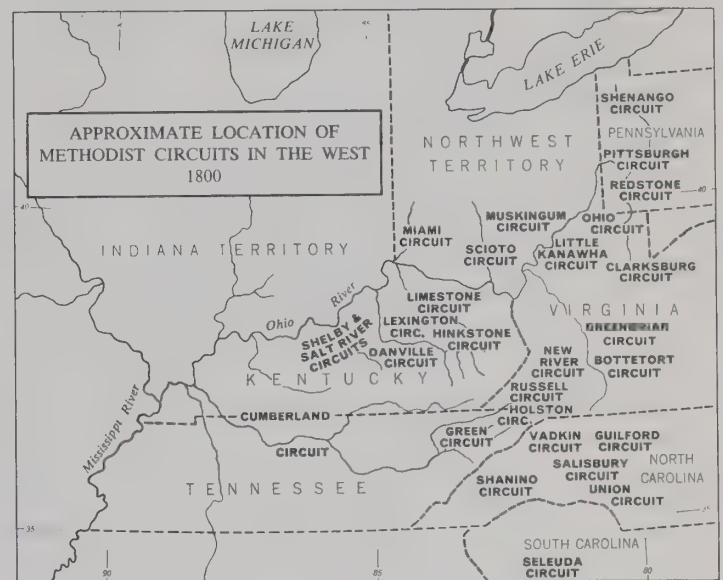 LAKE
MICHIGAN
LAKE ERIE
APPROXIMATE LOCATION OF
METHODIST CIRCUITS IN THE WEST
1800
NORTHWEST
TERRITORY
SHENANGO
CIRCUIT
PENNSYLVANIA
PITTSBURGH
CIRCUIT
REDSTONE
CIRCUIT
40
40
INDIANA TERRITORY
MIAMI
CIRCUIT
MUSKINGUM
CIRCUIT
SCIOTO
CIRCUIT
OHIO
CIRCUIT
LITTLE
KANAWHA
CIRCUIT
CLARKSBURG
CIRCUIT
Ohio River
LIMESTONE
CIRCUIT
LEXINGTON
CIRC.
HINKSTONE
CIRCUIT
SHELBY &
SALT RIVER
CIRCUITS
DANVILLE
CIRCUIT
KENTUCKY
VIRGINIA
GREENBRIAR
CIRCUIT
NEW
RIVER
CIRCUIT
BOTTETORT
CIRCUIT
RUSSELL
CIRCUIT
HOLSTON
CIRC.
Mississippi River
CUMBERLAND
CIRCUIT
GREEN
CIRCUIT
VADKIN
CIRCUIT
GUILFORD
CIRCUIT
SALISBURY
CIRCUIT
NORTH
CAROLINA
UNION
CIRCUIT
SHANINO
CIRCUIT
TENNESSEE
35
SOUTH CAROLINA
SELEUDA
CIRCUIT
90
85
80